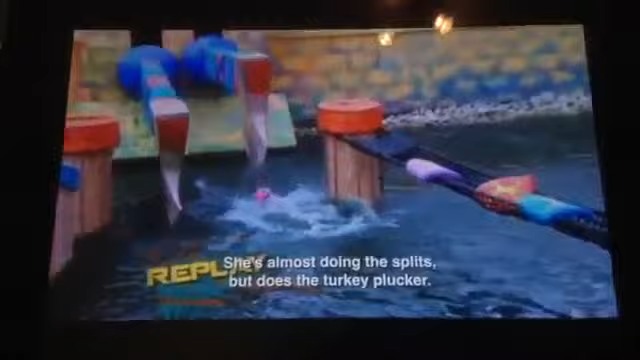 She's almost doing the splits,
but does the turkey plucker.
REPLAY